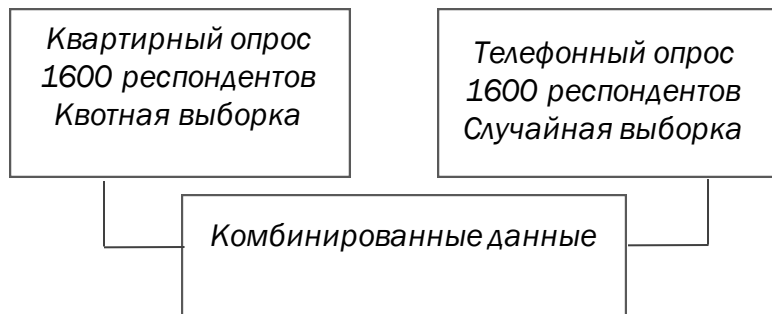 Квартирный опрос
1600 респондентов
Квотная выборка
Телефонный опрос
1600 респондентов
Случайная выборка
Комбинированные данные